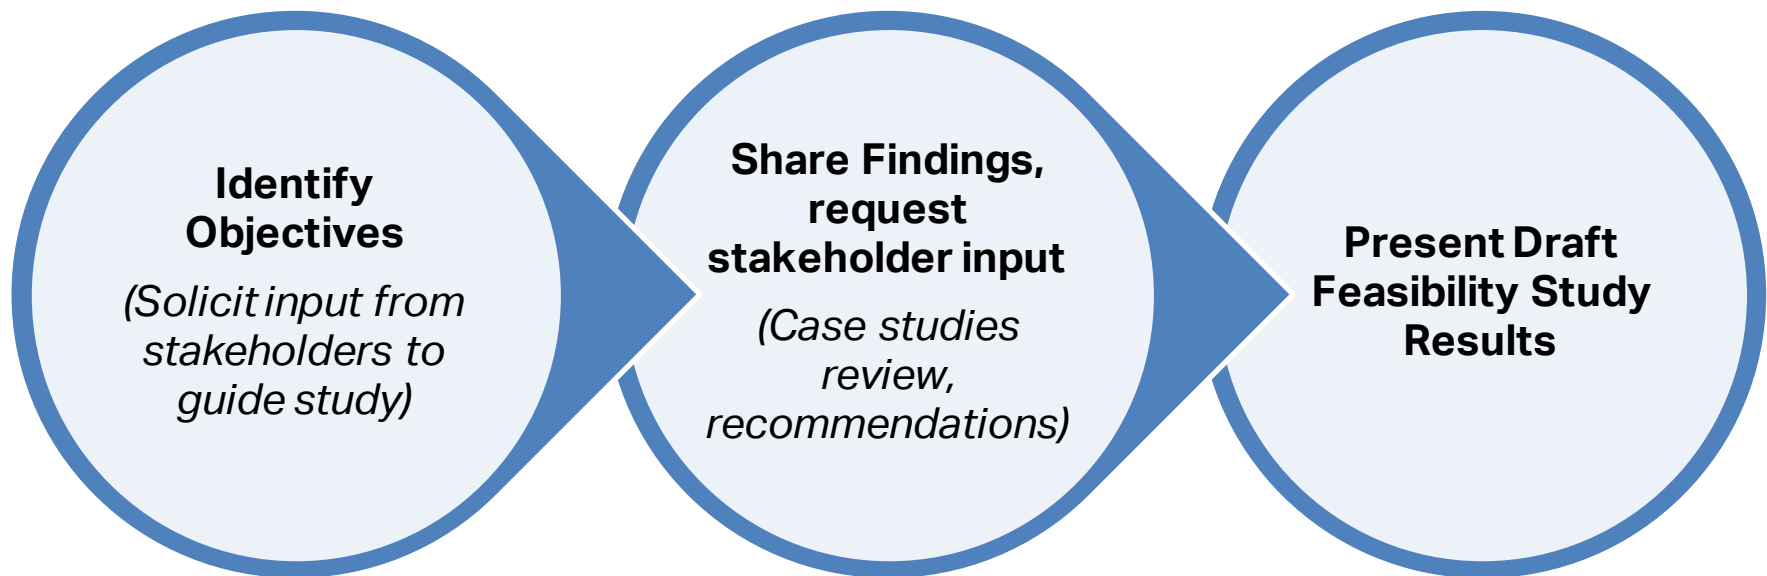 Identify
Objectives
(Solicit input from
stakeholders to
guide study)
Share Findings,
request
stakeholder input
(Case studies
review,
recommendations)
Present Draft
Feasibility Study
Results